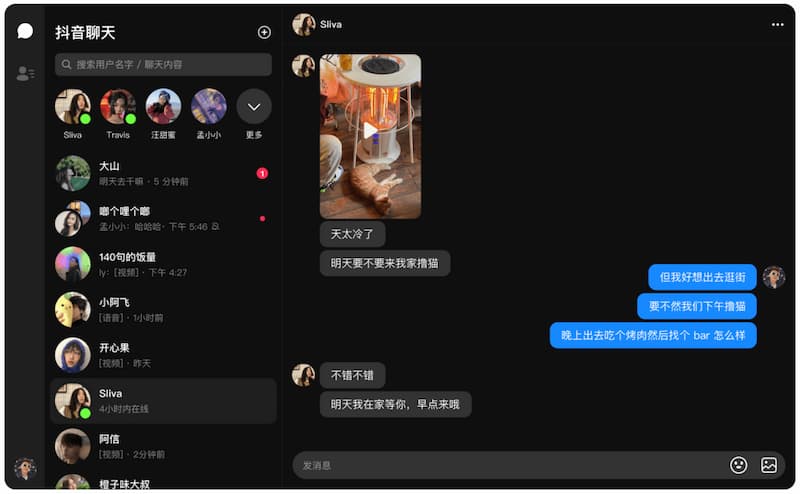 抖音聊天
搜索用户名字 / 聊天内容
Sliva
Travis
汪甜蜜
孟小小
更多
大山
明天去干嘛 · 5 分钟前
1
嘟个哩个嘟
孟小小：哈哈哈 · 下午 5:46
140旬的饭量
ly：[视频] · 下午 4:27
小阿飞
[语音] · 1小时前
开心果
[视频] · 昨天
Sliva
4小时内在线
阿信
[视频] · 2分钟前
橙子味大叔
Sliva
天太冷了
明天要不要来我家撸猫
但我好想出去逛街
要不然我们下午撸猫
晚上出去吃个烤肉然后找个 bar 怎么样
不错不错
明天我在家等你，早点来哦
发消息